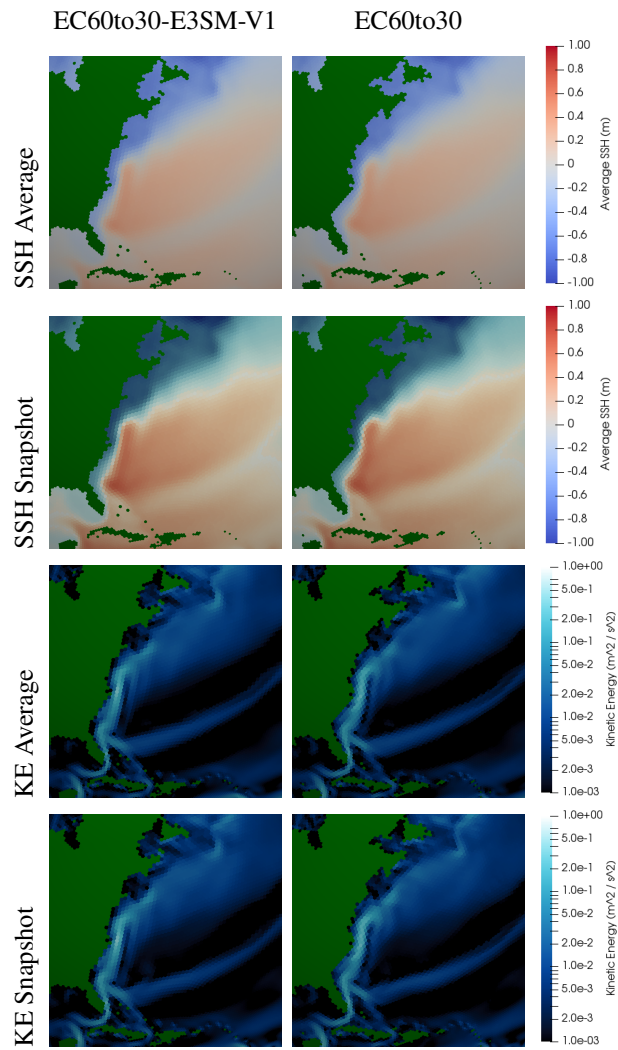 EC60to30-E3SM-V1 EC60to30
SSH Average
1.00
0.8
0.6
0.4
0.2
0
-0.2
-0.4
-0.6
-0.8
-1.00
Average SSH (m)
SSH Snapshot
1.00
0.8
0.6
0.4
0.2
0
-0.2
-0.4
-0.6
-0.8
-1.00
Average SSH (m)
KE Average
1.0e+00
5.0e-1
2.0e-1
1.0e-1
5.0e-2
2.0e-2
1.0e-2
5.0e-3
2.0e-3
1.0e-03
Kinetic Energy (m^2 / s^2)
KE Snapshot
1.0e+00
5.0e-1
2.0e-1
1.0e-1
5.0e-2
2.0e-2
1.0e-2
5.0e-3
2.0e-3
1.0e-03
Kinetic Energy (m^2 / s^2)